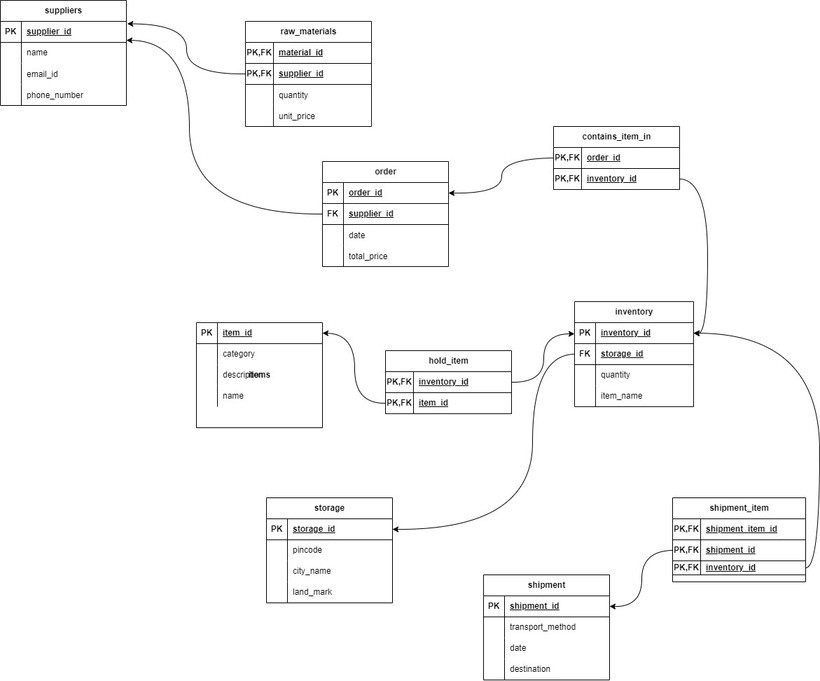 suppliers
PK supplier_id
name
email_id
phone_number
raw_materials
PK,FK material_id
PK,FK supplier_id
quantity
unit_price
contains_item_in
PK,FK order_id
PK,FK inventory_id
order
PK order_id
FK supplier_id
date
total_price
inventory
PK inventory_id
FK storage_id
quantity
item_name
PK item_id
category
items
name
hold_item
PK,FK inventory_id
PK,FK item_id
storage
PK storage_id
pincode
city_name
land_mark
shipment_item
PK,FK shipment_item_id
PK,FK shipment_id
PK,FK inventory_id
shipment
PK shipment_id
transport_method
date
destination